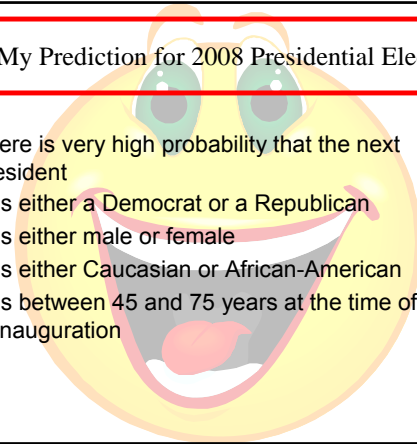 My Prediction for 2008 Presidential Ele
ere is very high probability that the next
esident
s either a Democrat or a Republican
s either male or female
s either Caucasian or African-American
s between 45 and 75 years at the time of
nauguration